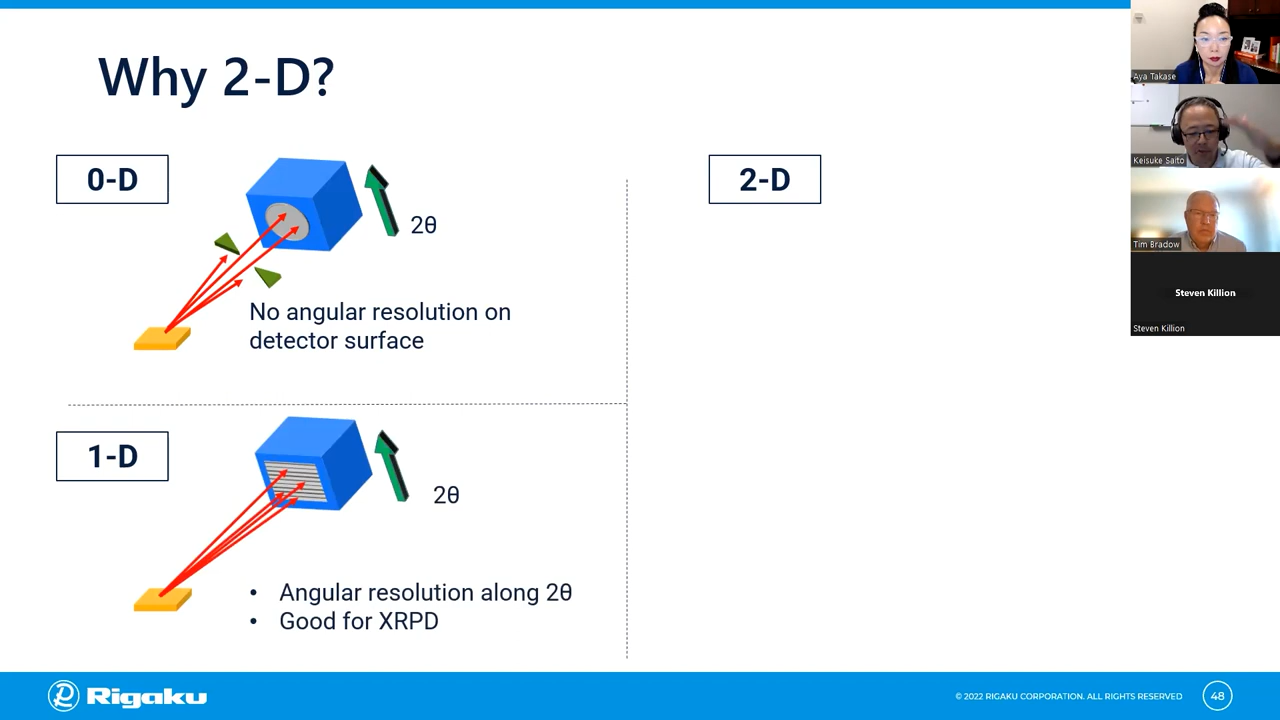 Why 2-D?
0-D
2θ
No angular resolution on
detector surface
1-D
2θ
• Angular resolution along 2θ
• Good for XRPD
2-D
Aya Takase
Keisuke Saito
Tim Bradow
Steven Killion
Steven Killion
Rigaku
© 2022 RIGAKU CORPORATION. ALL RIGHTS RESERVED
48